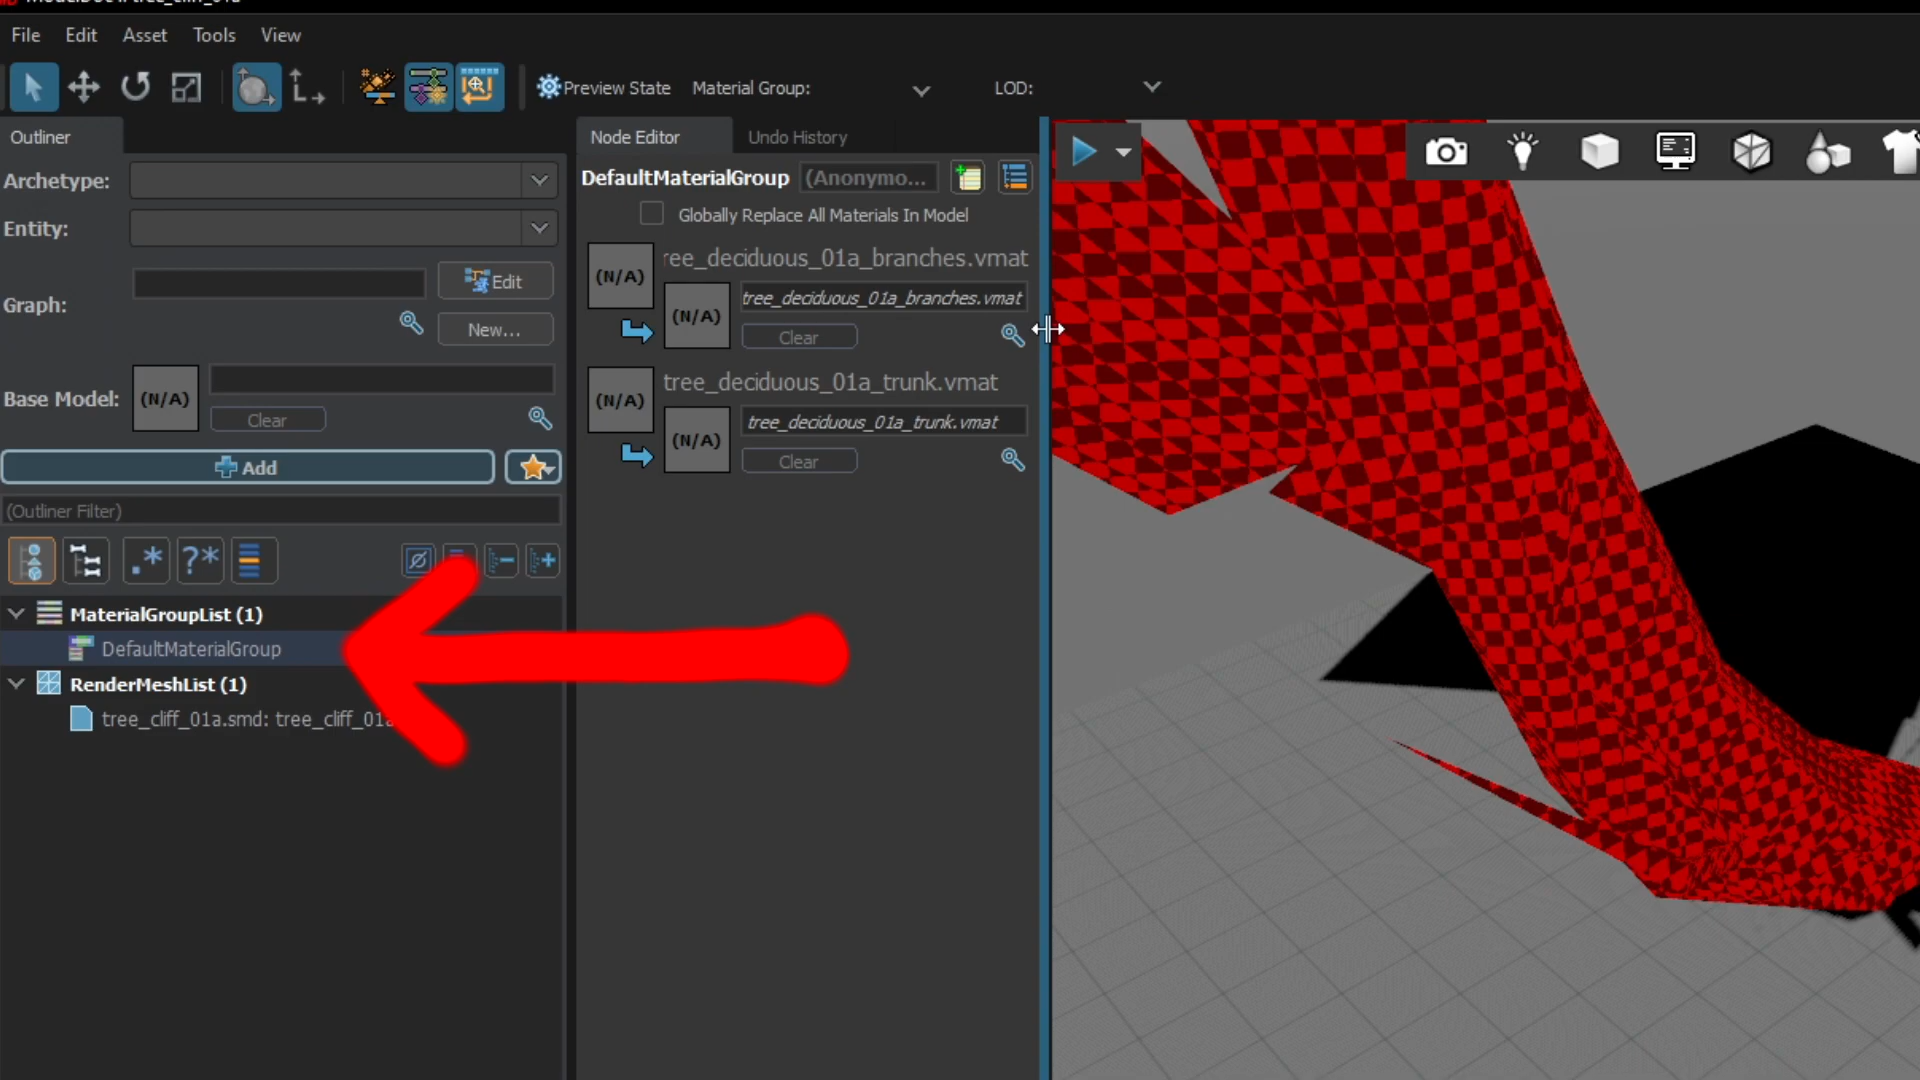 File Edit Asset Tools View
Preview State Material Group: LOD:
Outliner
Archetype:
Entity:
Graph:
Edit
New...
Base Model:
(N/A)
Clear
Add
(Outliner Filter)
.* ?*
MaterialGroupList (1)
DefaultMaterialGroup
RenderMeshList (1)
tree_cliff_01a.smd: tree_cliff_01a
Node Editor Undo History
DefaultMaterialGroup (Anonymo...
Globally Replace All Materials In Model
(N/A) ree_deciduous_01a_branches.vmat
(N/A) tree_deciduous_01a_branches.vmat
Clear
(N/A) tree_deciduous_01a_trunk.vmat
(N/A) tree_deciduous_01a_trunk.vmat
Clear